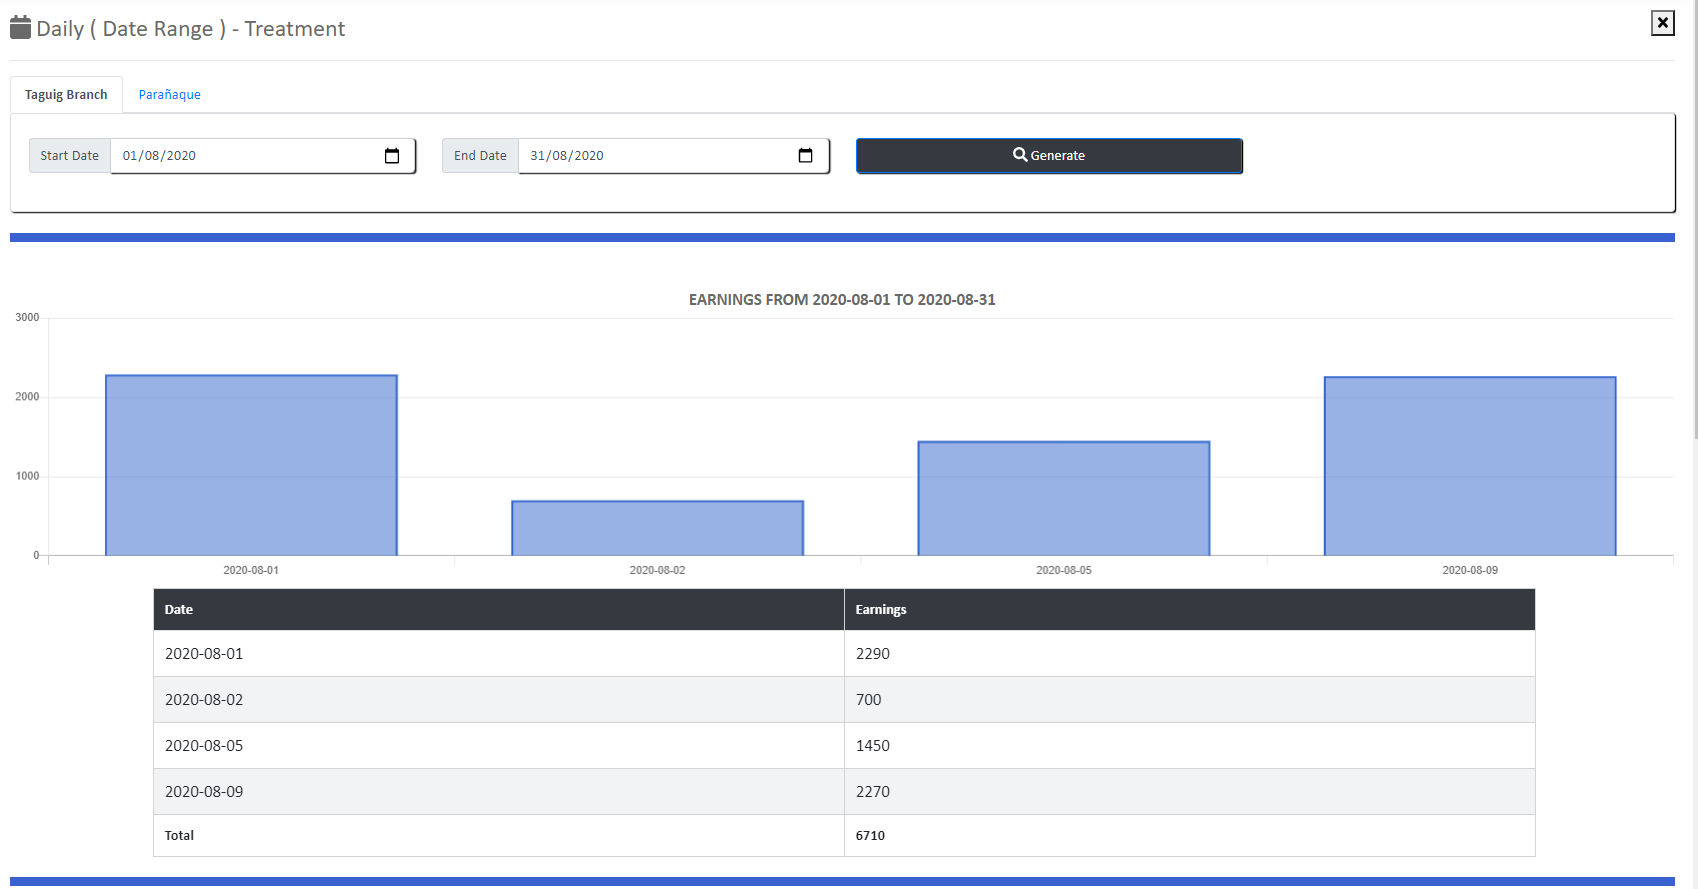 Daily ( Date Range ) - Treatment
Taguig Branch Parañaque
Start Date 01/08/2020 End Date 31/08/2020 Generate
EARNINGS FROM 2020-08-01 TO 2020-08-31
3000
2000
1000
0
2020-08-01 2020-08-02 2020-08-05 2020-08-09
Date Earnings
2020-08-01 2290
2020-08-02 700
2020-08-05 1450
2020-08-09 2270
Total 6710